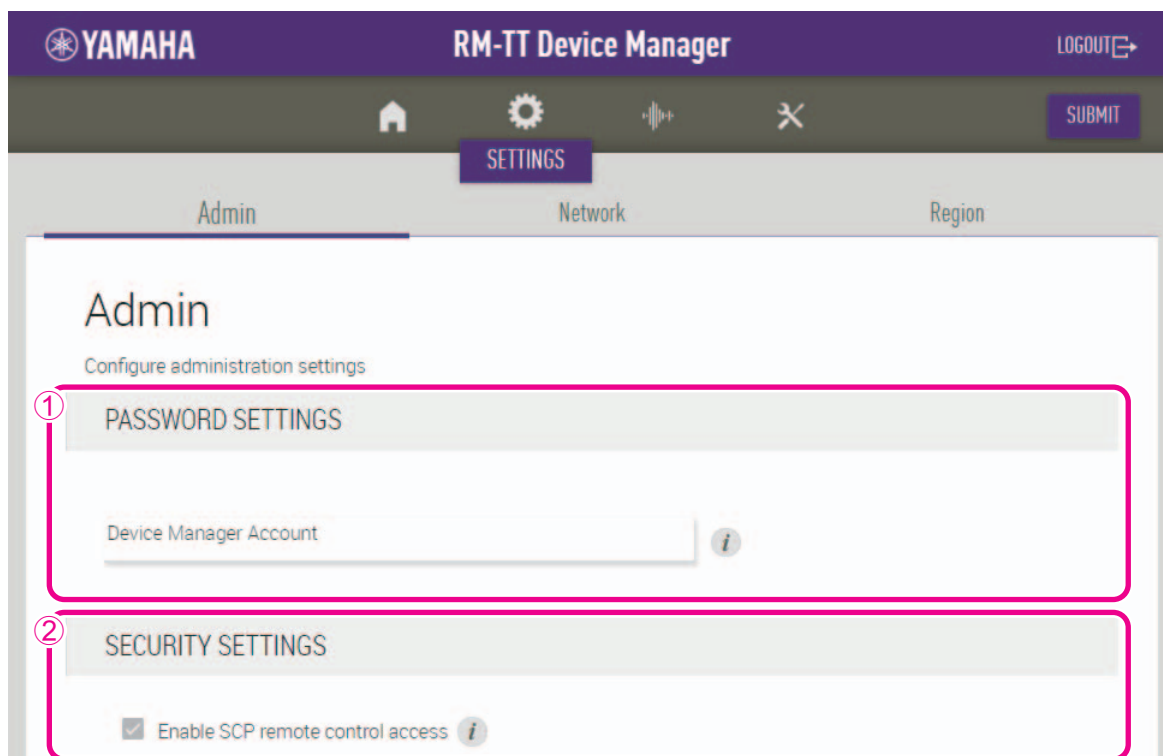 YAMAHA RM-TT Device Manager LOGOUT
SUBMIT
SETTINGS
Admin Network Region
Admin
Configure administration settings
①
PASSWORD SETTINGS
Device Manager Account i
②
SECURITY SETTINGS
Enable SCP remote control access i